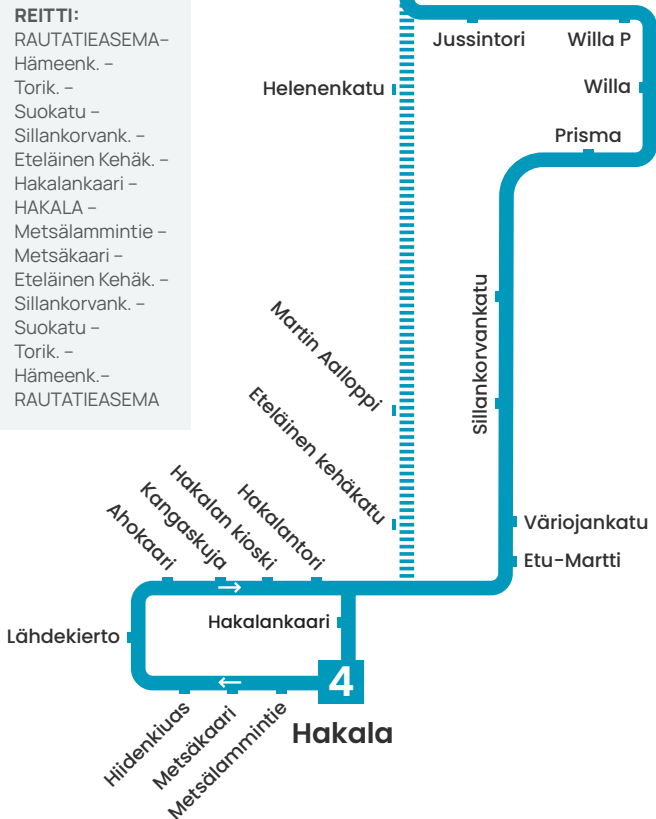 REITTI:
RAUTATIEASEMA–
Hämeenk. –
Torik. –
Suokatu –
Sillankorvank. –
Eteläinen Kehäk. –
Hakalankaari –
HAKALA –
Metsälammintie –
Metsäkaari –
Eteläinen Kehäk. –
Sillankorvank. –
Suokatu –
Torik. –
Hämeenk.–
RAUTATIEASEMA
Jussintori
Willa P
Helenenkatu
Willa
Prisma
Sillankorvankatu
Martin Aalloppi
Eteläinen kehäkatu
Väriojankatu
Etu-Martti
Ahokaari
Kangaskuja
Hakalan kioski
Hakalantori
→
Lähdekierto
Hakalankaari
←
4
Hakala
Hiidenkiuas
Metsäkaari
Metsälammintie